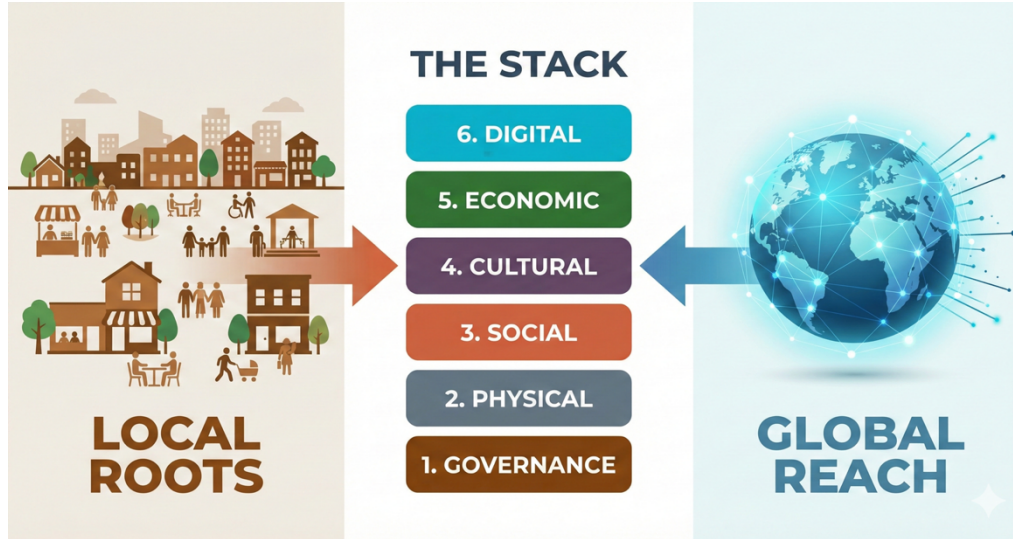 THE STACK
6. DIGITAL
5. ECONOMIC
4. CULTURAL
3. SOCIAL
2. PHYSICAL
1. GOVERNANCE
LOCAL
ROOTS
GLOBAL
REACH